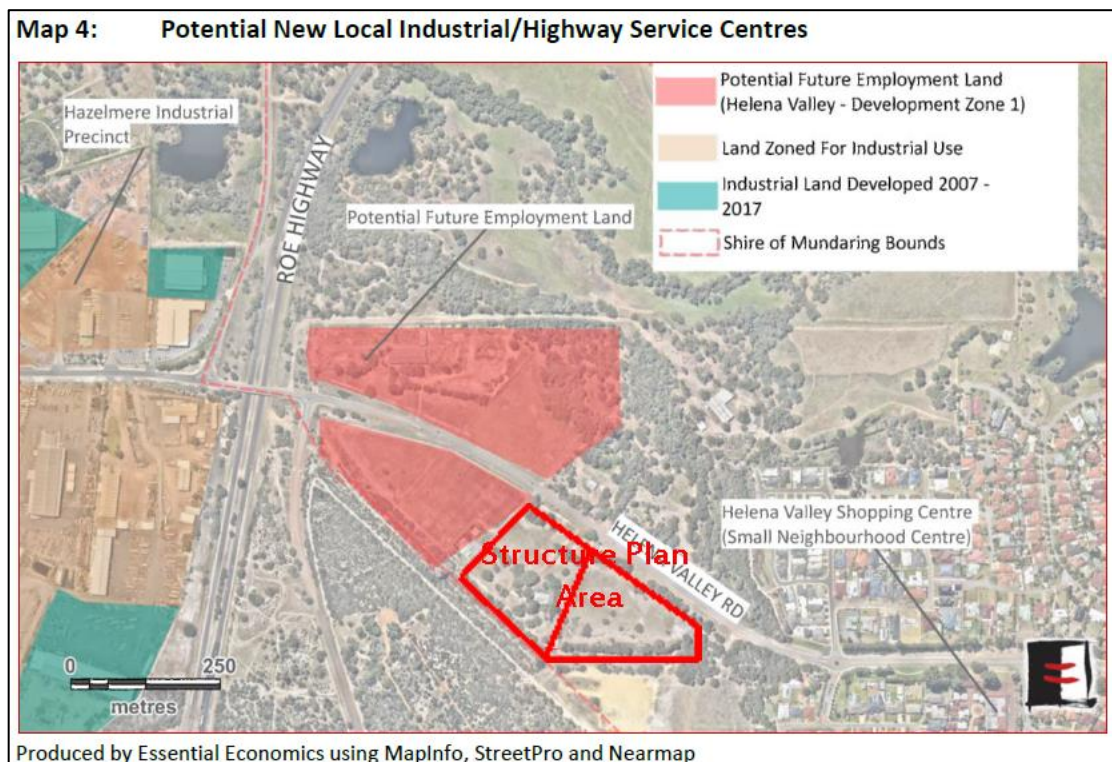 Map 4: Potential New Local Industrial/Highway Service Centres
Potential Future Employment Land
(Helena Valley - Development Zone 1)
Land Zoned For Industrial Use
Industrial Land Developed 2007 -
2017
Shire of Mundaring Bounds
Hazelmere Industrial
Precinct
ROE HIGHWAY
Potential Future Employment Land
Helena Valley Shopping Centre
(Small Neighbourhood Centre)
Structure Plan
Area
HELENA VALLEY RD
0 250
metres
Produced by Essential Economics using MapInfo, StreetPro and Nearmap